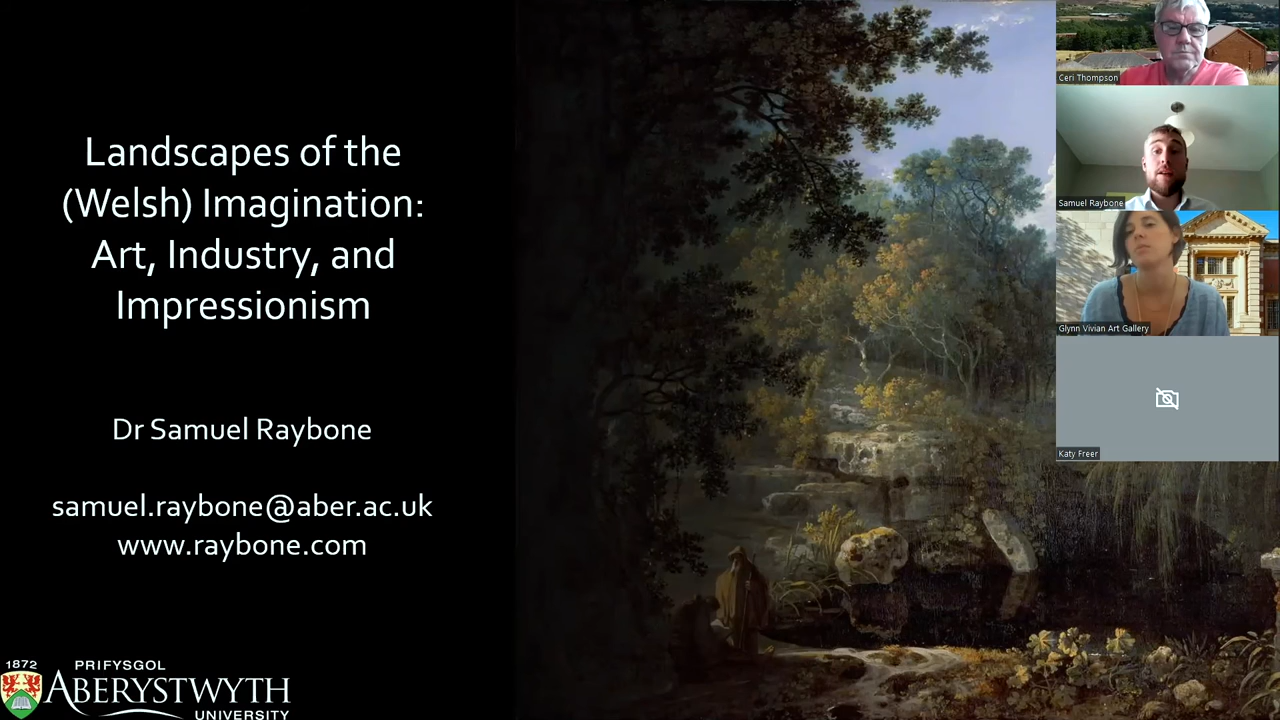 Landscapes of the
(Welsh) Imagination:
Art, Industry, and
Impressionism
Dr Samuel Raybone
samuel.raybone@aber.ac.uk
www.raybone.com
1872 PRIFYSGOL
ABERYSTWYTH
UNIVERSITY
Ceri Thompson
Samuel Raybone
Glynn Vivian Art Gallery
Katy Freer